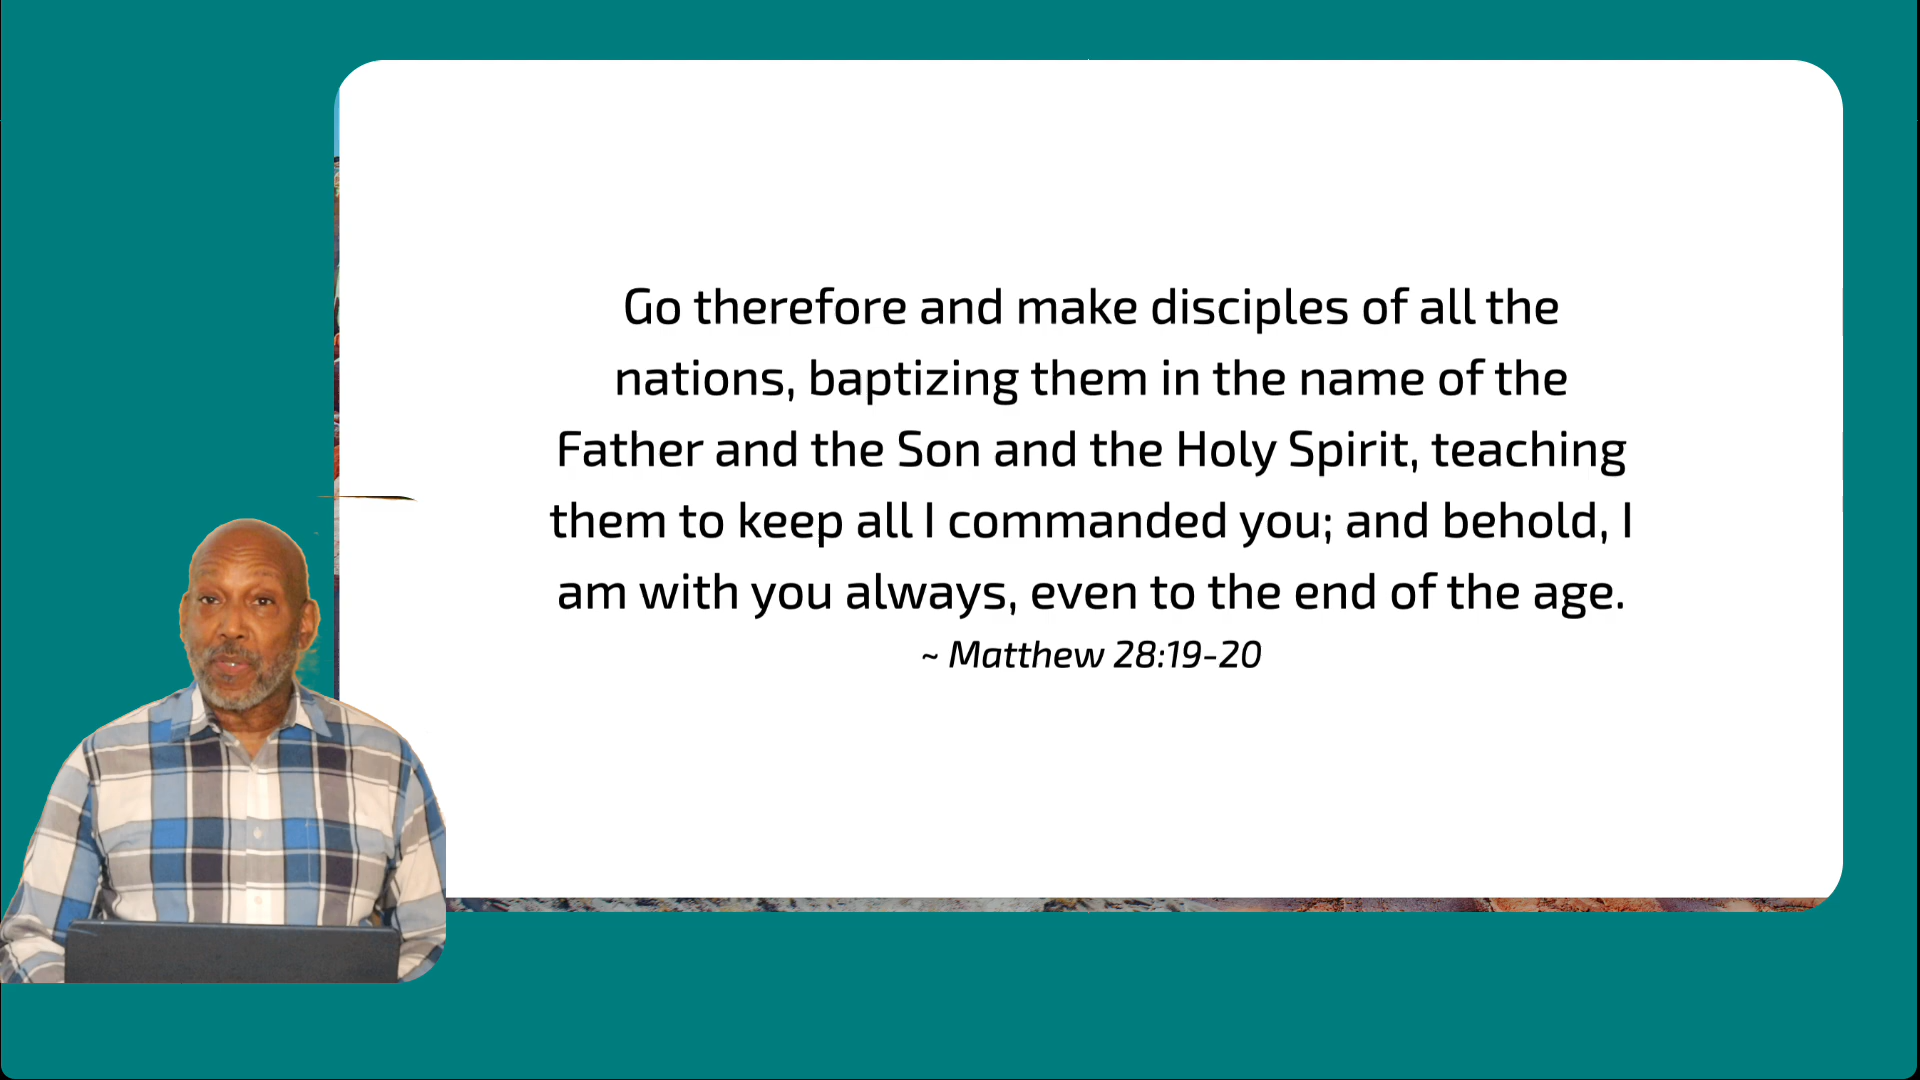 Go therefore and make disciples of all the
nations, baptizing them in the name of the
Father and the Son and the Holy Spirit, teaching
them to keep all I commanded you; and behold, I
am with you always, even to the end of the age.
~ Matthew 28:19-20